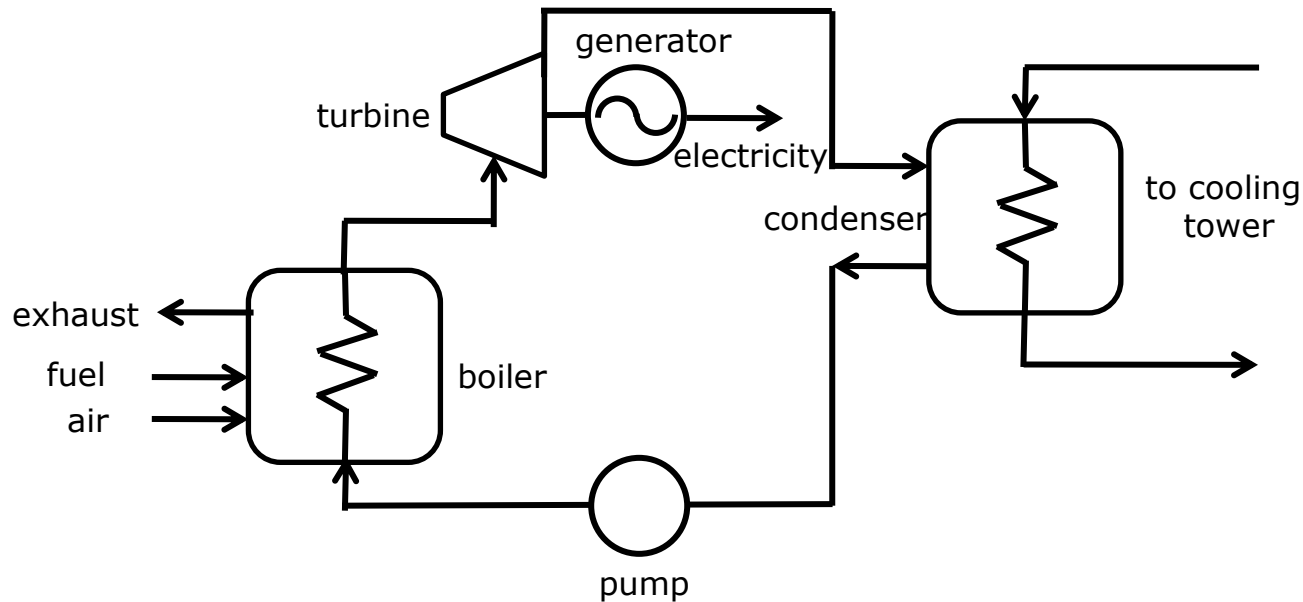 generator
turbine
electricity
to cooling
tower
condenser
exhaust
fuel
boiler
air
pump